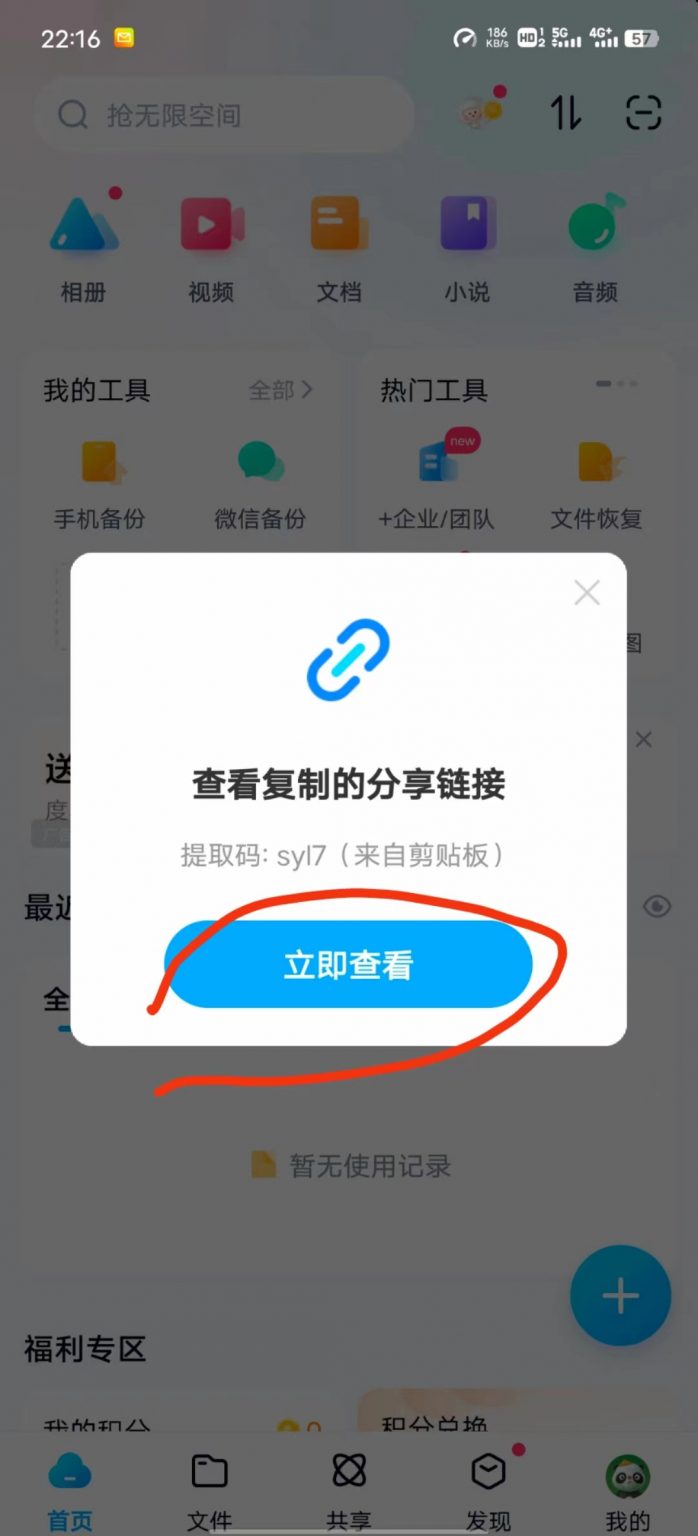 22:16
186 KB/s HD 1 2 5G 4G+ 57
抢无限空间
相册 视频 文档 小说 音频
我的工具 全部
热门工具
new
手机备份 微信备份 +企业/团队 文件恢复
图
查看复制的分享链接
送
度
提取码: syl7（来自剪贴板）
最近
立即查看
全
暂无使用记录
福利专区
我的积分 0
积分兑换
首页 文件 共享 发现 我的